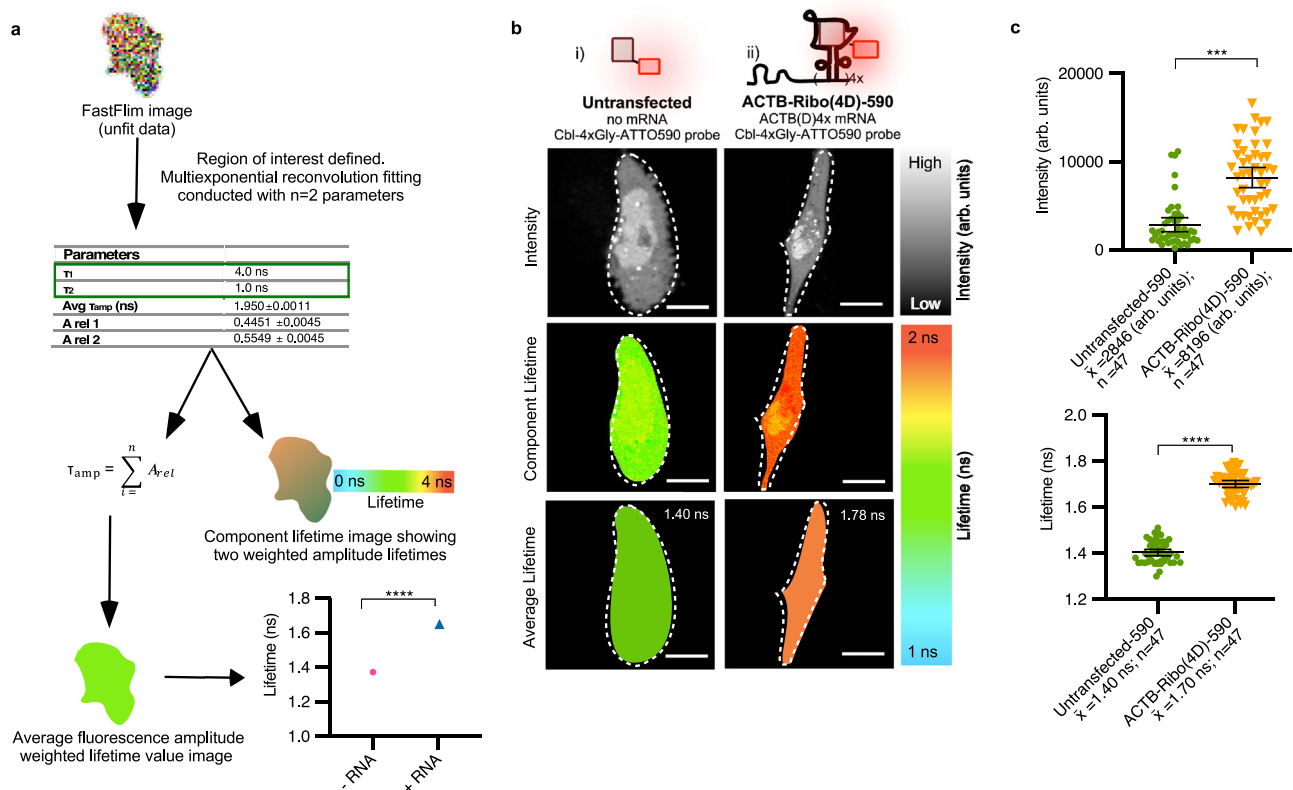 a
FastFlim image
(unfit data)
Region of interest defined.
Multiexponential reconvolution fitting
conducted with n=2 parameters
Parameters
τ1 4.0 ns
τ2 1.0 ns
Avg τamp (ns) 1.950±0.0011
A rel 1 0.4451 ±0.0045
A rel 2 0.5549 ± 0.0045
τamp = ∑ n i = Arel
0 ns 4 ns
Lifetime
Component lifetime image showing
two weighted amplitude lifetimes
Average fluorescence amplitude
weighted lifetime value image
Lifetime (ns)
1.8
1.6
1.4
1.2
1.0
****
- RNA
+ RNA
b
i)
Untransfected
no mRNA
Cbl-4xGly-ATTO590 probe
ii)
( )4x
ACTB-Ribo(4D)-590
ACTB(D)4x mRNA
Cbl-4xGly-ATTO590 probe
Intensity
High
Low
Intensity (arb. units)
Component Lifetime
2 ns
Lifetime (ns)
1 ns
Average Lifetime
1.40 ns
1.78 ns
c
***
Intensity (arb. units)
20000
10000
0
Untransfected-590
x̄ =2846 (arb. units);
n =47
ACTB-Ribo(4D)-590
x̄ =8196 (arb. units);
n =47
****
Lifetime (ns)
2.0
1.8
1.6
1.4
1.2
Untransfected-590
x̄ =1.40 ns; n=47
ACTB-Ribo(4D)-590
x̄ =1.70 ns; n=47